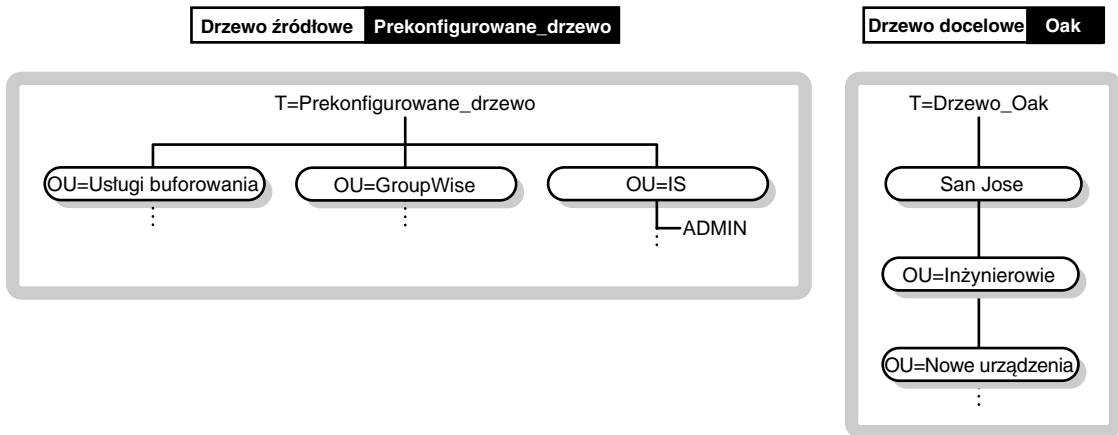 Drzewo źródłowe Prekonfigurowane_drzewo
T=Prekonfigurowane_drzewo
OU=Usługi buforowania
OU=GroupWise
OU=IS
ADMIN
Drzewo docelowe Oak
T=Drzewo_Oak
San Jose
OU=Inżynierowie
OU=Nowe urządzenia